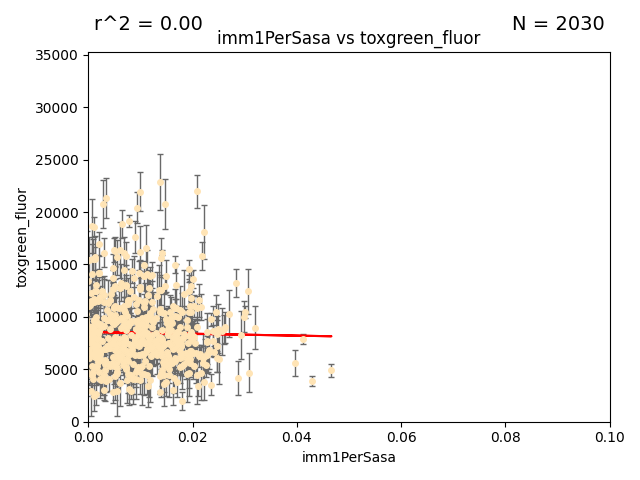 r^2 = 0.00
N = 2030
imm1PerSasa vs toxgreen_fluor
toxgreen_fluor
35000
30000
25000
20000
15000
10000
5000
0
0.00 0.02 0.04 0.06 0.08 0.10
imm1PerSasa